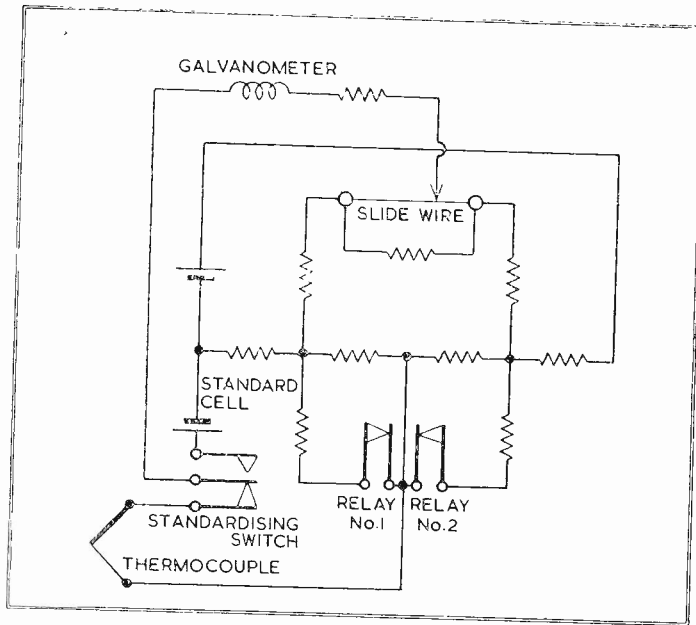 GALVANOMETER
SLIDE WIRE
STANDARD
CELL
RELAY
No.1
RELAY
No.2
STANDARDISING
SWITCH
THERMOCOUPLE